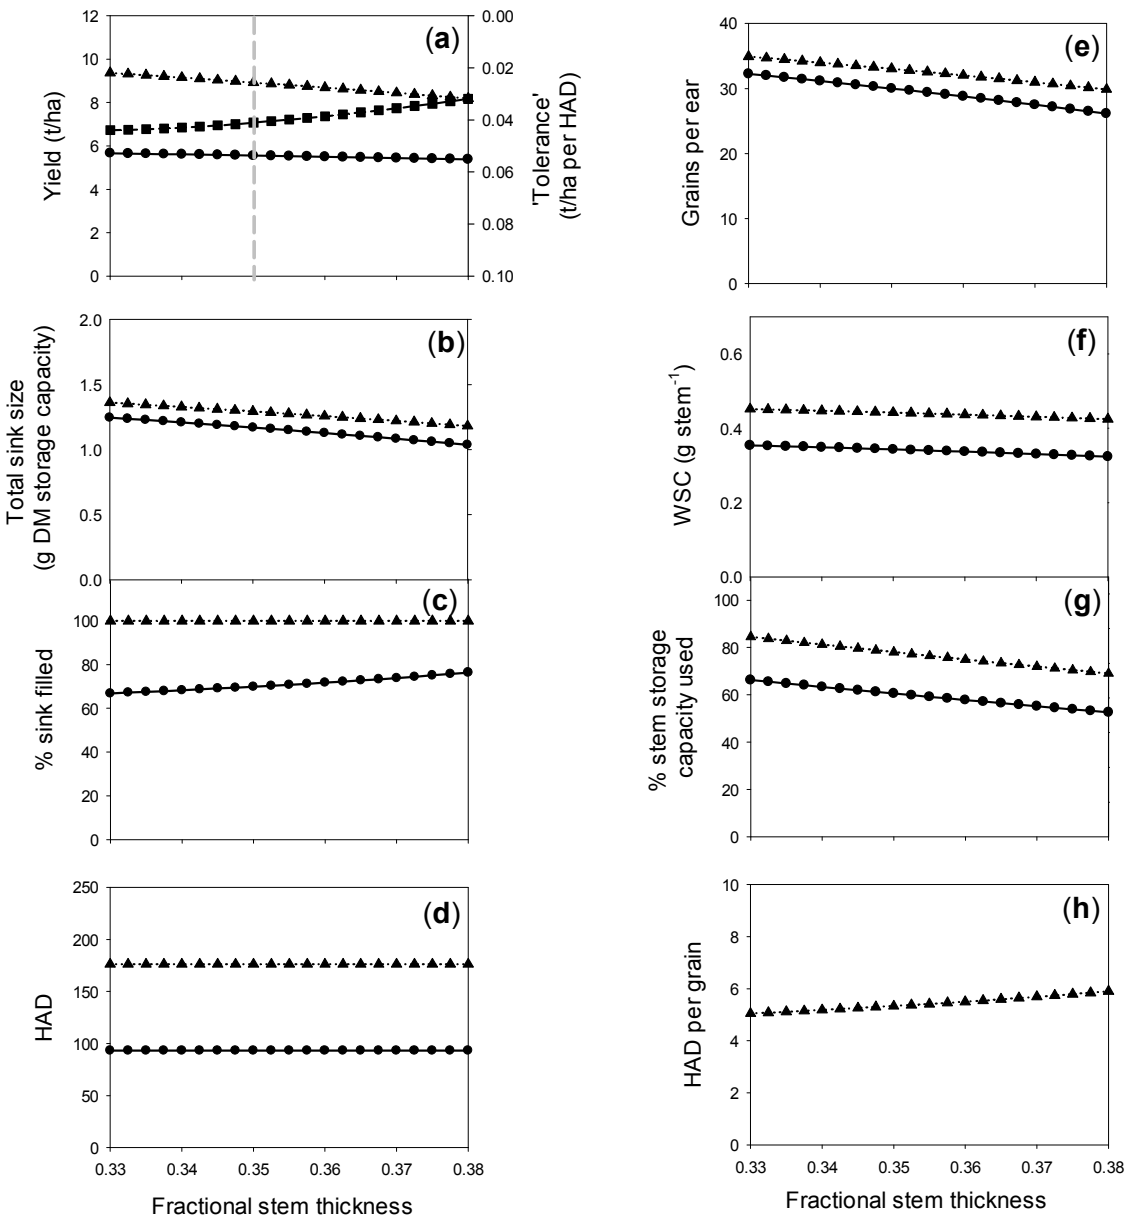 12
10
8
6
4
2
0
Yield (t/ha)
(a)
0.00
0.02
0.04
0.06
0.08
0.10
'Tolerance'
(t/ha per HAD)
40
30
20
10
0
Grains per ear
(e)
2.0
1.5
1.0
0.5
0.0
Total sink size
(g DM storage capacity)
(b)
0.6
0.4
0.2
0.0
WSC (g stem-1)
(f)
100
80
60
40
20
0
% sink filled
(c)
100
80
60
40
20
0
% stem storage
capacity used
(g)
250
200
150
100
50
0
HAD
(d)
0.33 0.34 0.35 0.36 0.37 0.38
Fractional stem thickness
10
8
6
4
2
0
HAD per grain
(h)
0.33 0.34 0.35 0.36 0.37 0.38
Fractional stem thickness